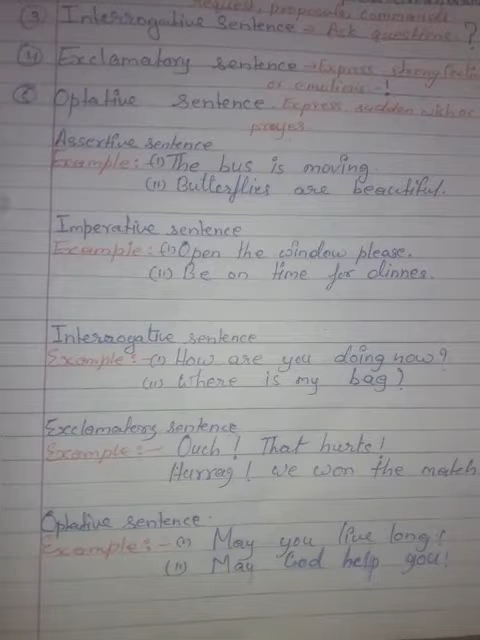 request, proposals, commands
(3) Interrogative Sentence → Ask questions ?
(4) Exclamatory sentence → Express strong feeli
or emotions - !
(5) Optative sentence Express sudden wish or
prayer
Assertive sentence
Example : (i) The bus is moving.
(ii) Butterflies are beautiful.
Imperative sentence
Example : (i) Open the window please.
(ii) Be on time for dinner.
Interrogative sentence
Example :- (i) How are you doing now?
(ii) Where is my bag?
Exclamatory sentence
Example :- Ouch ! That hurts !
Hurray ! we won the match
Optative sentence.
Example :- (i) May you live long!
(ii) May God help you!